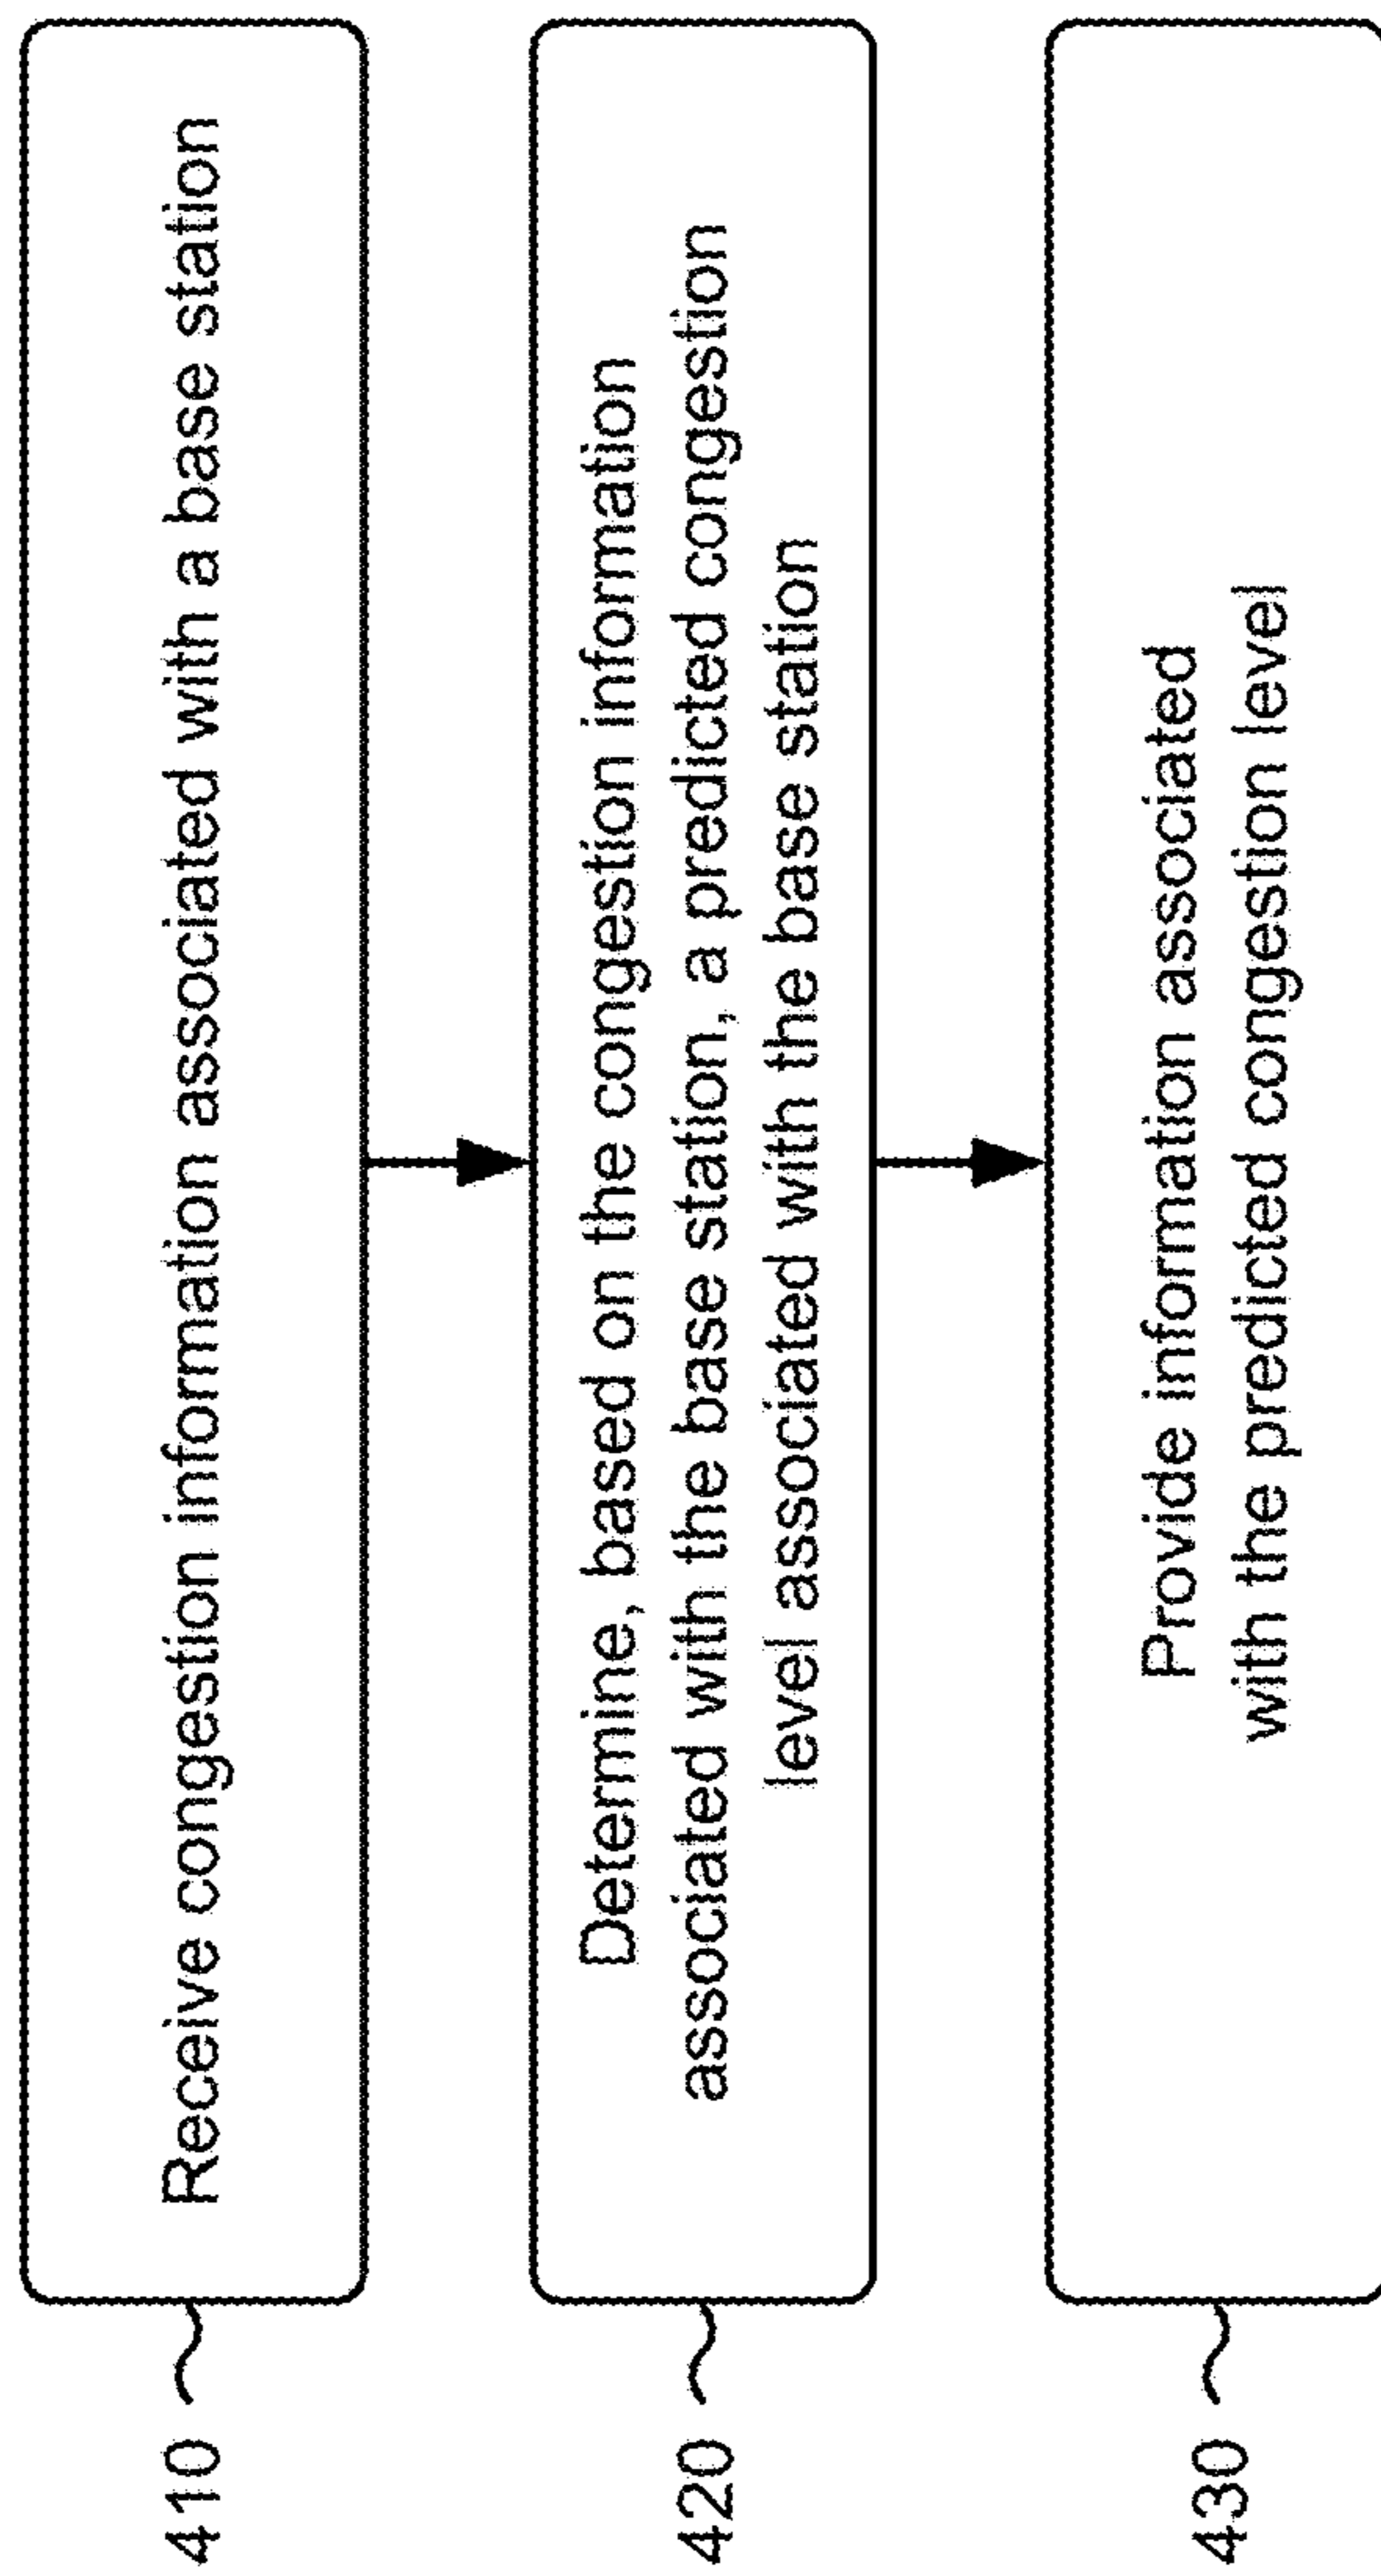 410
Receive congestion information associated with a base station
420
Determine, based on the congestion information
associated with the base station, a predicted congestion
level associated with the base station
430
Provide information associated
with the predicted congestion level